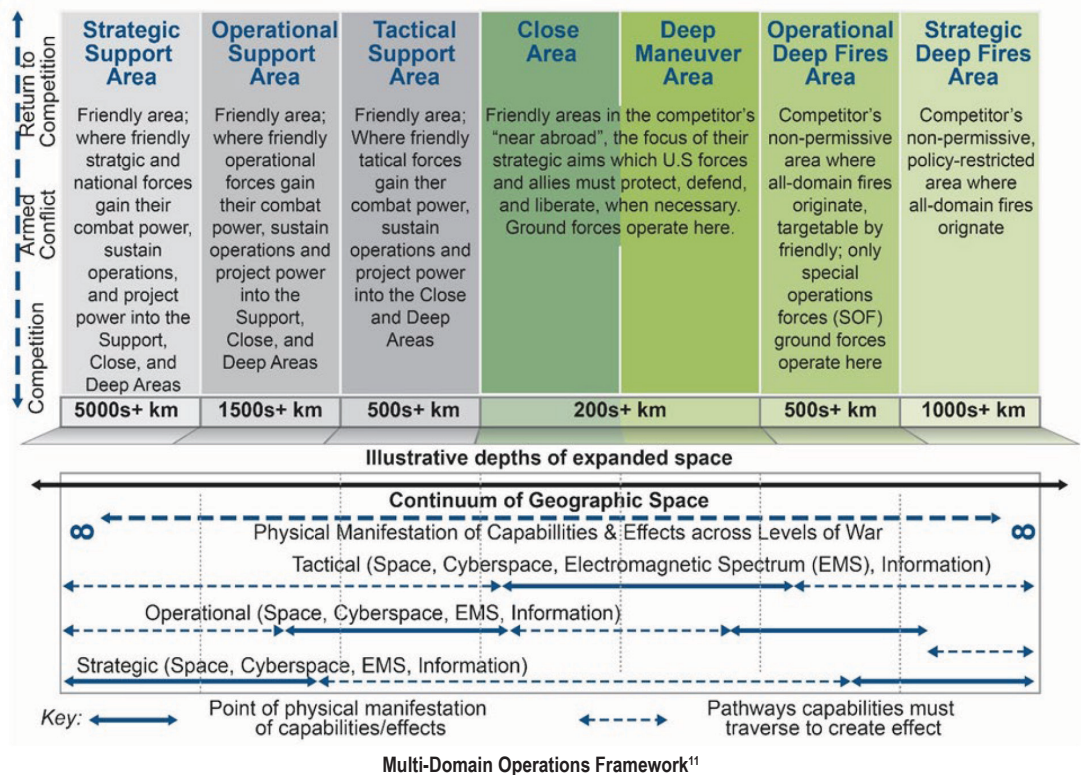 Return to
Competition
Armed
Conflict
Competition
Strategic
Support
Area
Friendly area;
where friendly
stratgic and
national forces
gain their
combat power,
sustain
operations,
and project
power into the
Support,
Close, and
Deep Areas
5000s+ km
Operational
Support
Area
Friendly area;
where friendly
operational
forces gain
their combat
power, sustain
operations and
project power
into the
Support,
Close, and
Deep Areas
1500s+ km
Tactical
Support
Area
Friendly area;
Where friendly
tatical forces
gain ther
combat power,
sustain
operations and
project power
into the Close
and Deep
Areas
500s+ km
Close
Area
Deep
Maneuver
Area
Friendly areas in the competitor's
"near abroad", the focus of their
strategic aims which U.S forces
and allies must protect, defend,
and liberate, when necessary.
Ground forces operate here.
200s+ km
Operational
Deep Fires
Area
Competitor's
non-permissive
area where
all-domain fires
originate,
targetable by
friendly; only
special
operations
forces (SOF)
ground forces
operate here
500s+ km
Strategic
Deep Fires
Area
Competitor's
non-permissive,
policy-restricted
area where
all-domain fires
orignate
1000s+ km
Illustrative depths of expanded space
Continuum of Geographic Space
8 8
Physical Manifestation of Capabillities & Effects across Levels of War
Tactical (Space, Cyberspace, Electromagnetic Spectrum (EMS), Information)
Operational (Space, Cyberspace, EMS, Information)
Strategic (Space, Cyberspace, EMS, Information)
Key:
Point of physical manifestation
of capabilities/effects
Pathways capabilities must
traverse to create effect
Multi-Domain Operations Framework¹¹